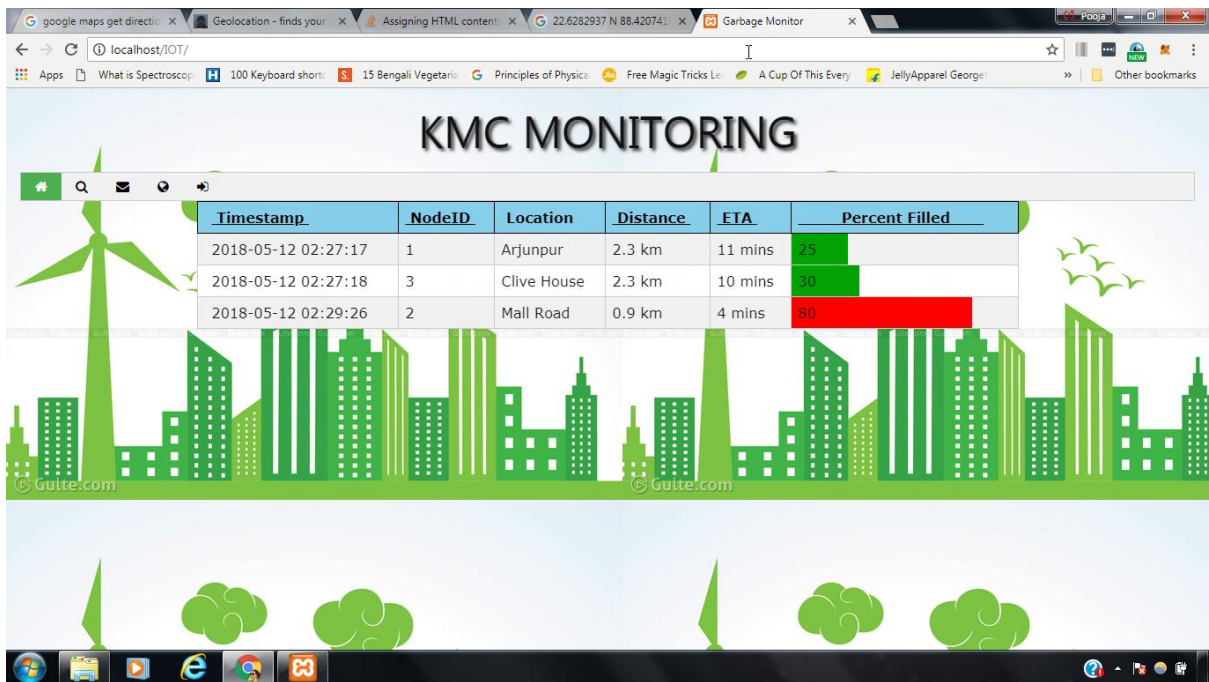 google maps get directio
Geolocation - finds your
Assigning HTML content
22.6282937 N 88.42074
Garbage Monitor
Pooja
localhost/IOT/
Apps
What is Spectroscop
100 Keyboard short
15 Bengali Vegetaria
Principles of Physica
Free Magic Tricks Le
A Cup Of This Every
JellyApparel George
»
Other bookmarks
NEW
KMC MONITORING
Timestamp NodeID Location Distance ETA Percent Filled
2018-05-12 02:27:17 1 Arjunpur 2.3 km 11 mins 25
2018-05-12 02:27:18 3 Clive House 2.3 km 10 mins 30
2018-05-12 02:29:26 2 Mall Road 0.9 km 4 mins 80
Gulte.com Gulte.com